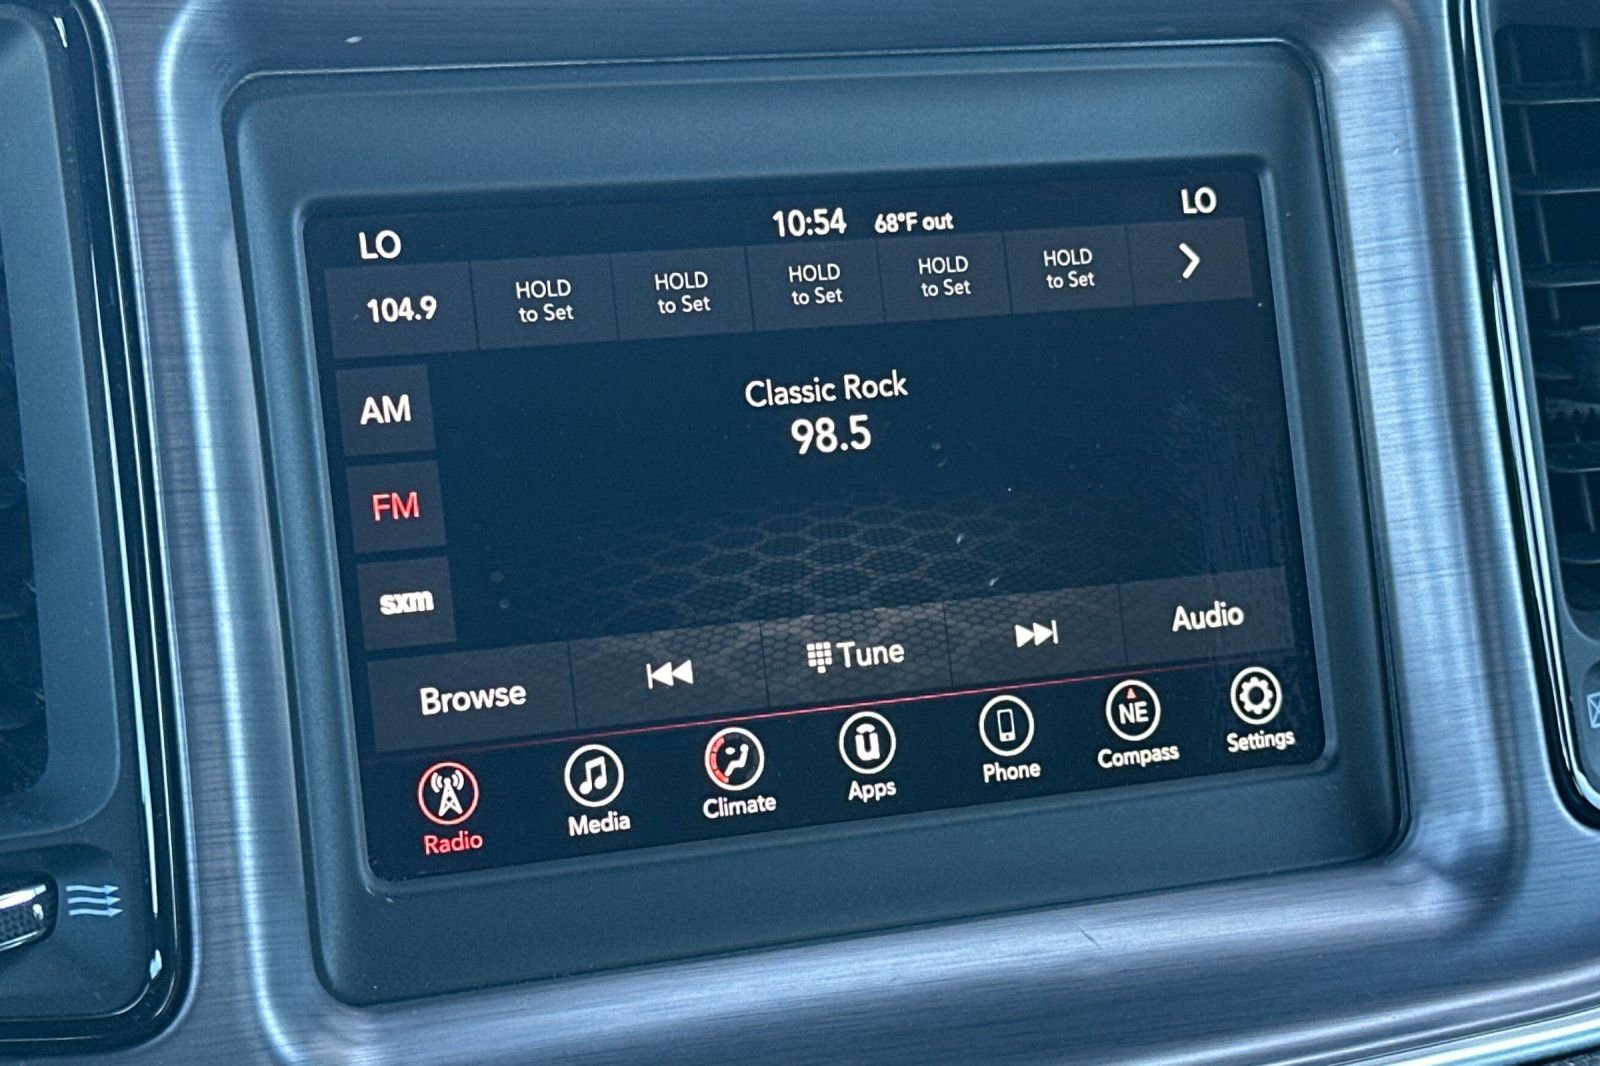 LO
10:54 68°F out
LO
104.9
HOLD
to Set
HOLD
to Set
HOLD
to Set
HOLD
to Set
HOLD
to Set
AM
FM
sxm
Classic Rock
98.5
Browse
Tune
Audio
Radio
Media
Climate
Apps
Phone
NE
Compass
Settings